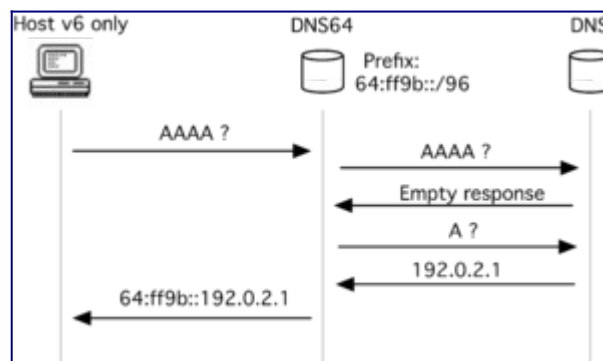 Host v6 only
DNS64
DNS
Prefix:
64:ff9b::/96
AAAA ?
AAAA ?
Empty response
A ?
192.0.2.1
64:ff9b::192.0.2.1